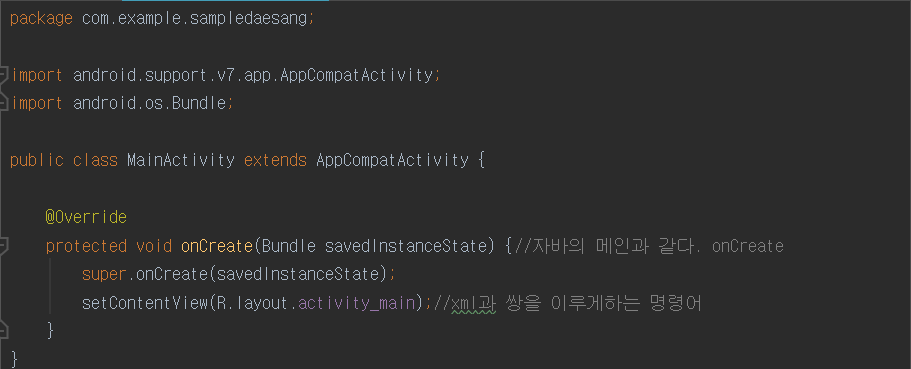 package com.example.sampledaesang;
import android.support.v7.app.AppCompatActivity;
import android.os.Bundle;
public class MainActivity extends AppCompatActivity {
@Override
protected void onCreate(Bundle savedInstanceState) {//자바의 메인과 같다. onCreate
super.onCreate(savedInstanceState);
setContentView(R.layout.activity_main);//xml과 쌍을 이루게하는 명령어
}
}